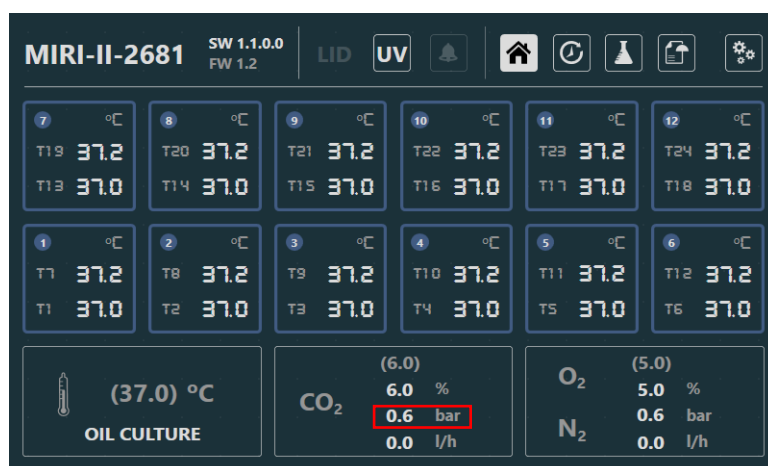 MIRI-II-2681 SW 1.1.0.0 LID UV
FW 1.2
7 °C 8 °C 9 °C 10 °C 11 °C 12 °C
T19 37.2 T20 37.2 T21 37.2 T22 37.2 T23 37.2 T24 37.2
T13 37.0 T14 37.0 T15 37.0 T16 37.0 T17 37.0 T18 37.0
1 °C 2 °C 3 °C 4 °C 5 °C 6 °C
T7 37.2 T8 37.2 T9 37.2 T10 37.2 T11 37.2 T12 37.2
T1 37.0 T2 37.0 T3 37.0 T4 37.0 T5 37.0 T6 37.0
(37.0) °C
OIL CULTURE
CO₂
(6.0)
6.0 %
0.6 bar
0.0 l/h
O₂
N₂
(5.0)
5.0 %
0.6 bar
0.0 l/h